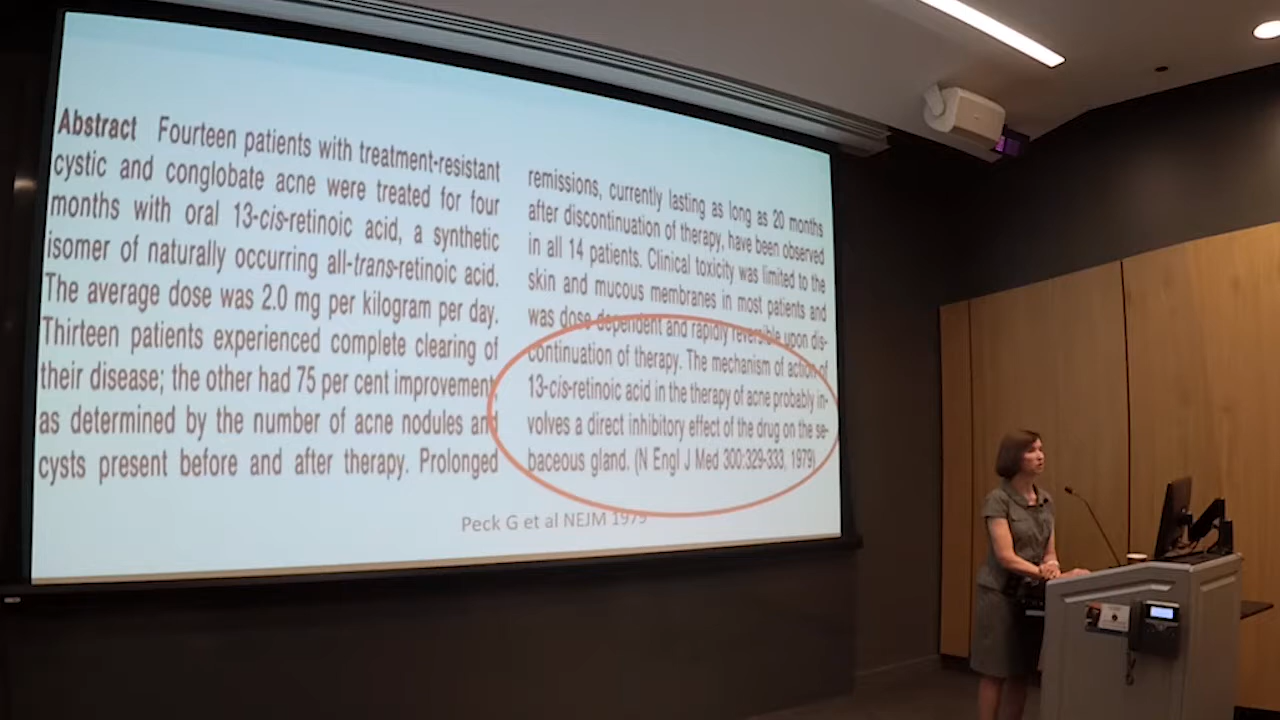 Abstract Fourteen patients with treatment-resistant
cystic and conglobate acne were treated for four
months with oral 13-cis-retinoic acid, a synthetic
isomer of naturally occurring all-trans-retinoic acid.
The average dose was 2.0 mg per kilogram per day.
Thirteen patients experienced complete clearing of
their disease; the other had 75 per cent improvement,
as determined by the number of acne nodules and
cysts present before and after therapy. Prolonged
remissions, currently lasting as long as 20 months
after discontinuation of therapy, have been observed
in all 14 patients. Clinical toxicity was limited to the
skin and mucous membranes in most patients and
was dose dependent and rapidly reversible upon dis-
continuation of therapy. The mechanism of action of
13-cis-retinoic acid in the therapy of acne probably in-
volves a direct inhibitory effect of the drug on the se-
baceous gland. (N Engl J Med 300:329-333, 1979)
Peck G et al NEJM 1979